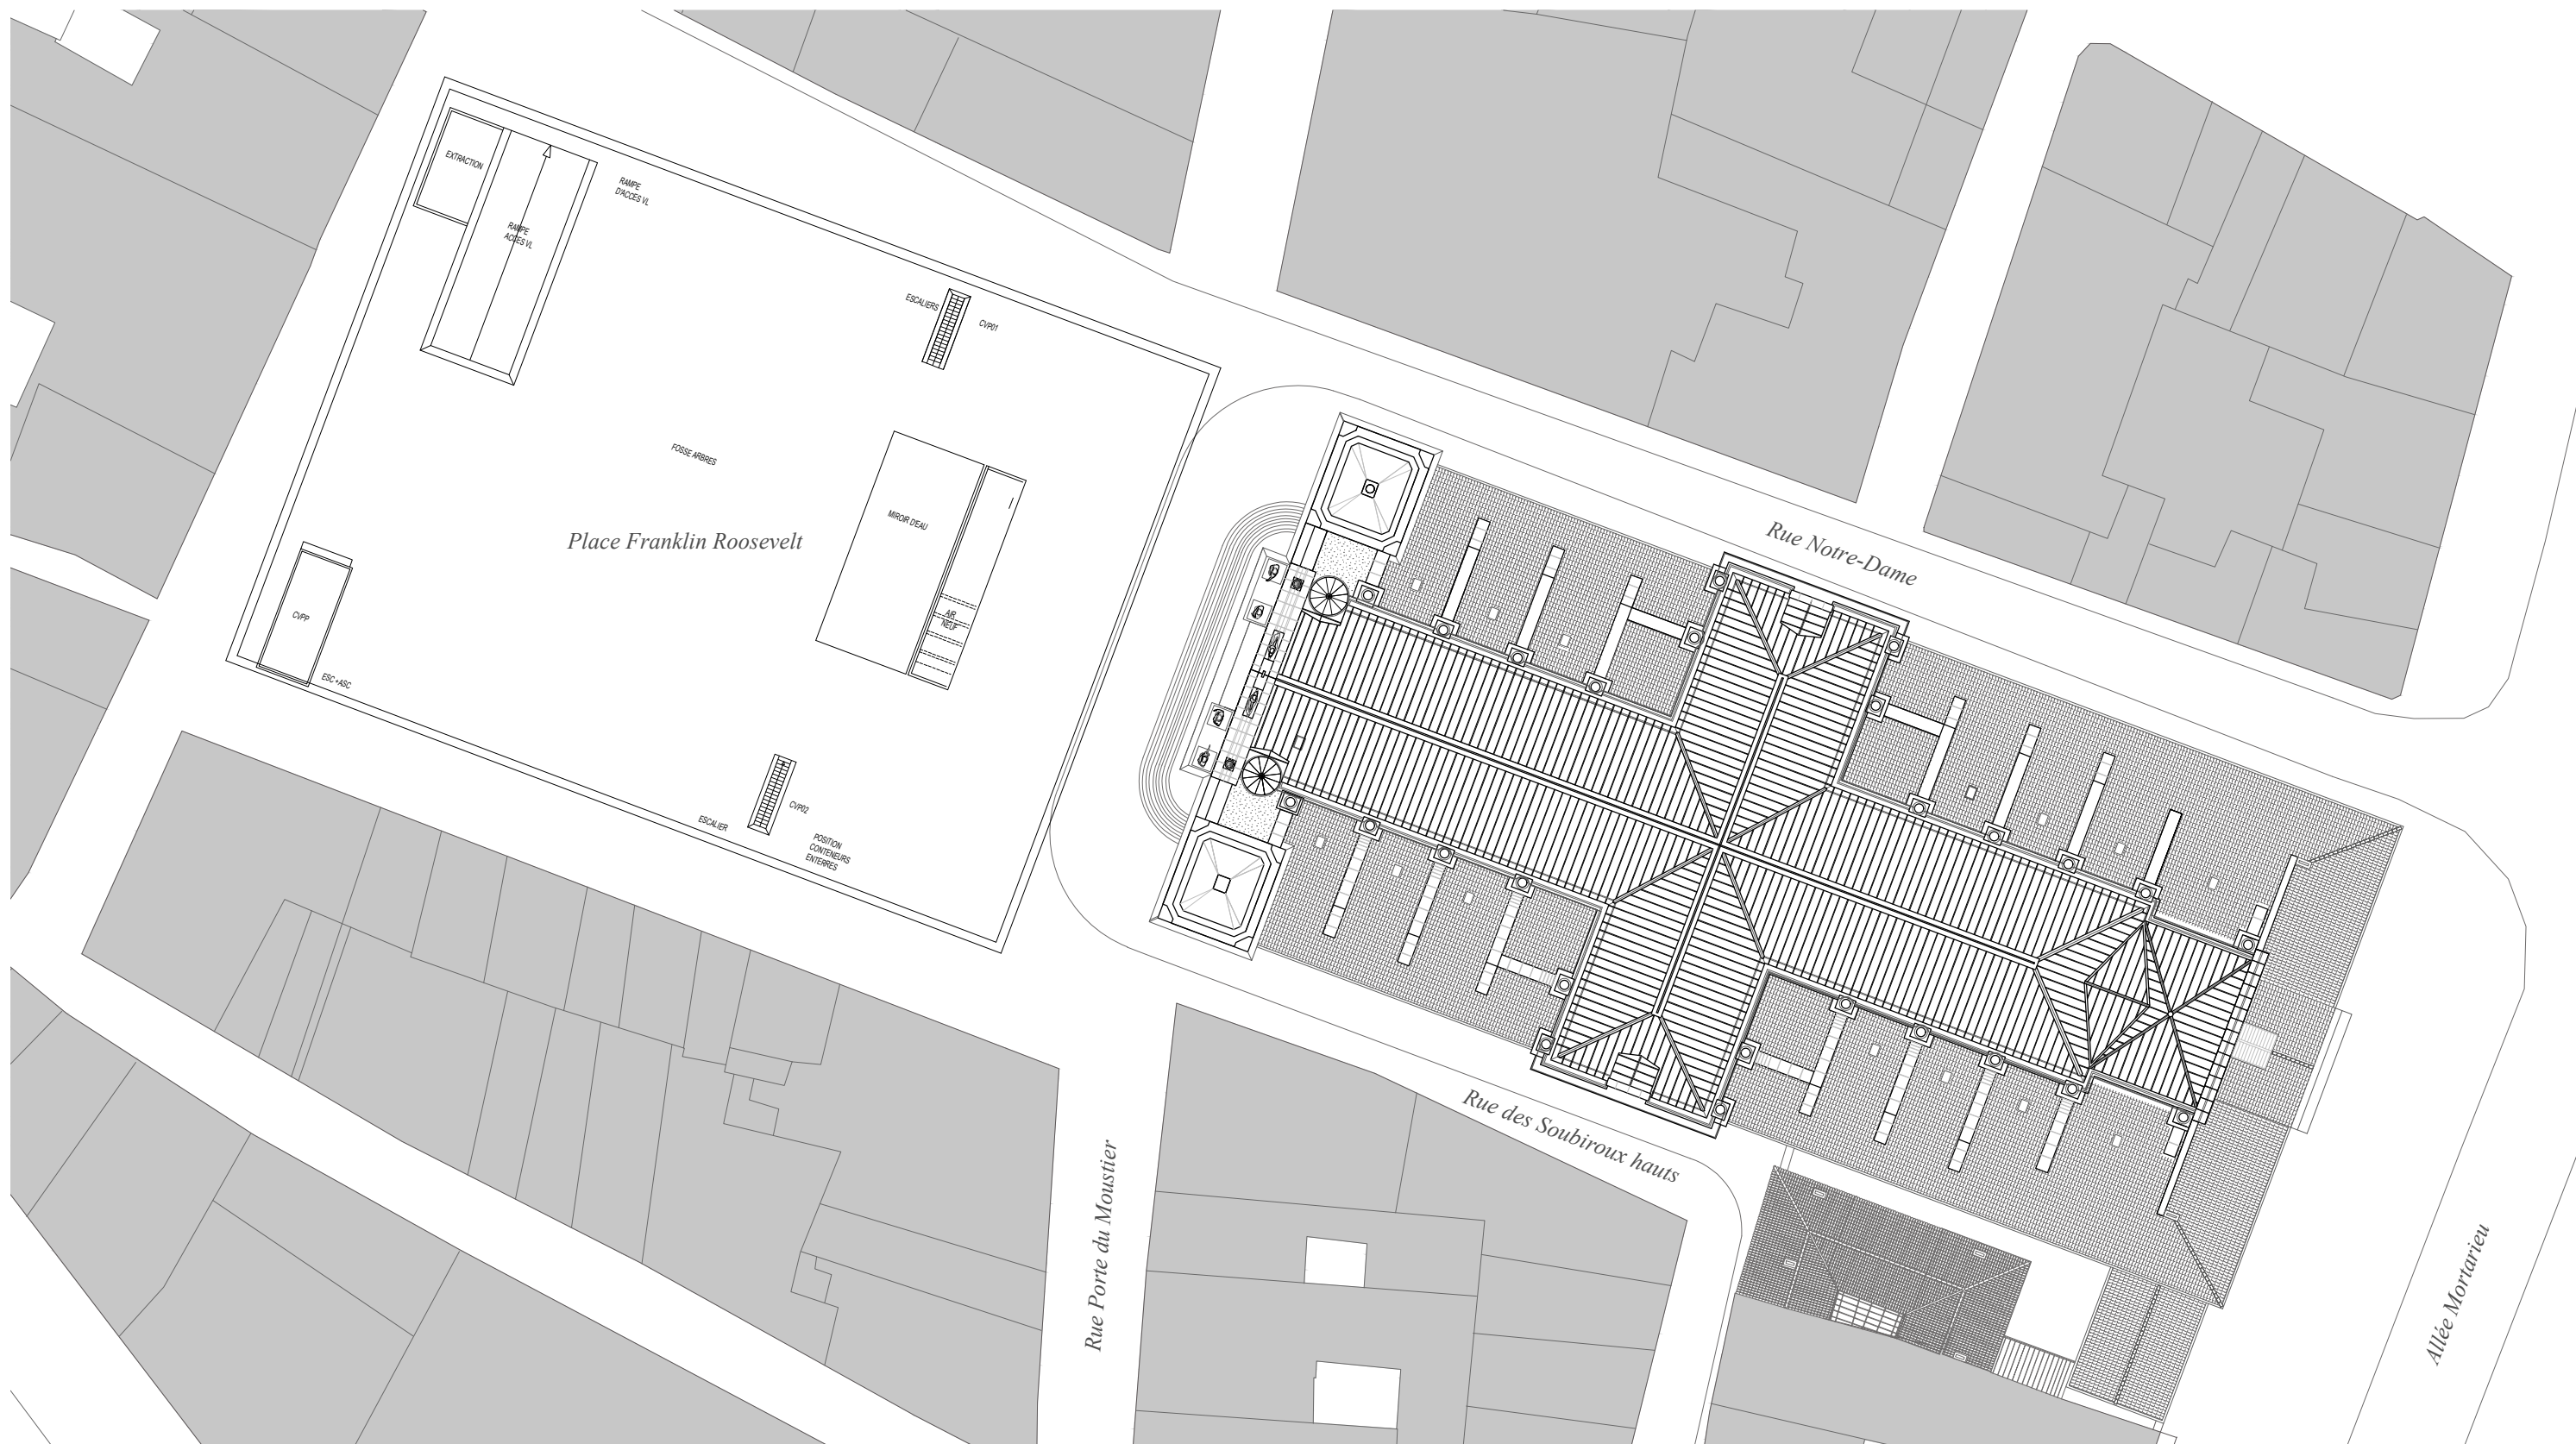 EXTRACTION
RAMPE
D'ACCES VL
RAMPE
ACCES VL
ESCALIERS
CVP01
FOSSE ARBRES
MIROIR D'EAU
Place Franklin Roosevelt
Rue Notre-Dame
AIR
NEUF
CVPP
ESC+ASC
CVP02
ESCALIER
POSITION
CONTENEURS
ENTERRES
Rue des Soubiroux hauts
Rue Porte du Moustier
Allée Mortarieu